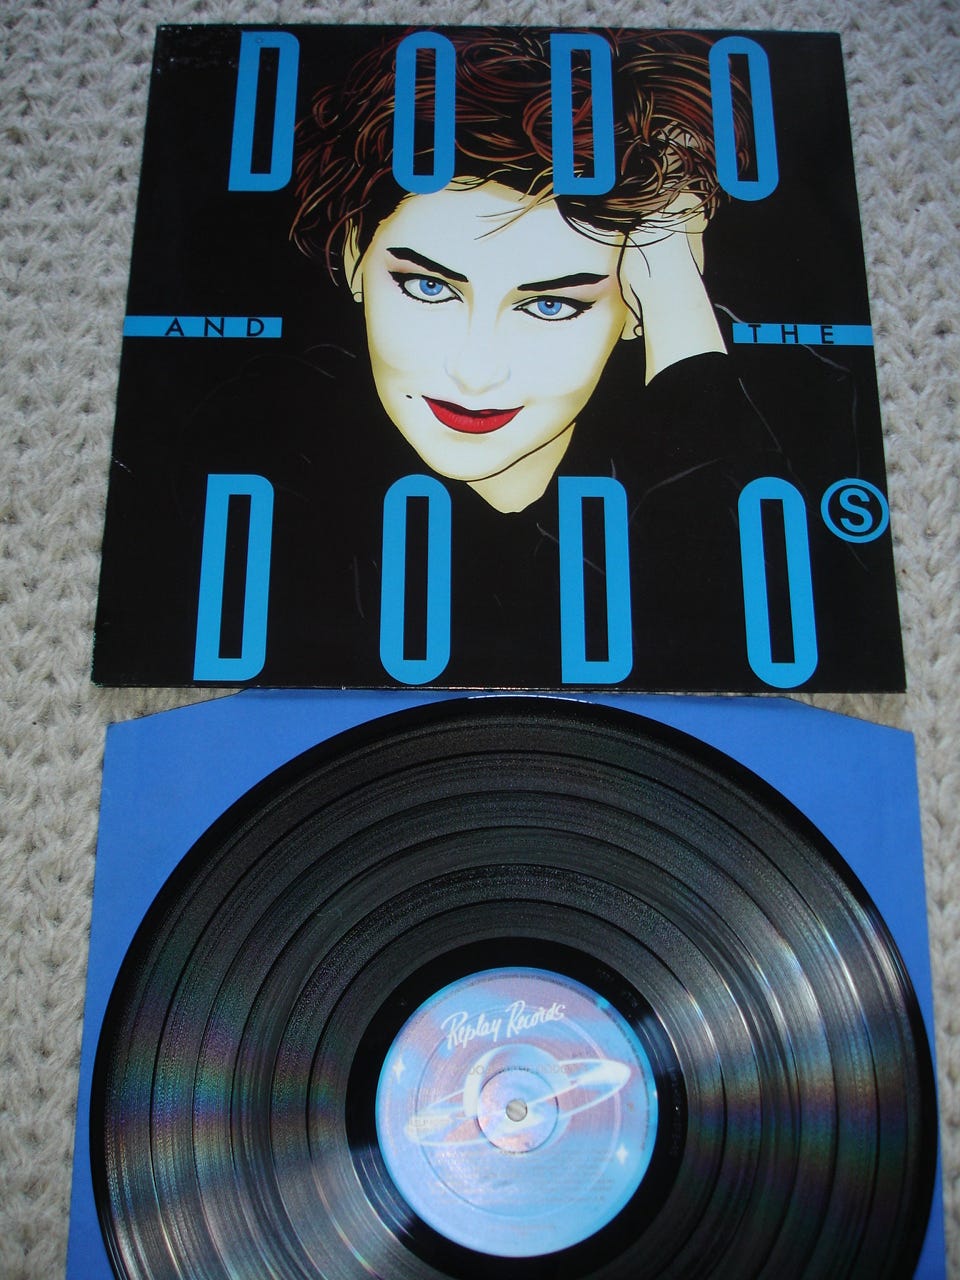 DODO
AND THE
DODOS
Replay Records